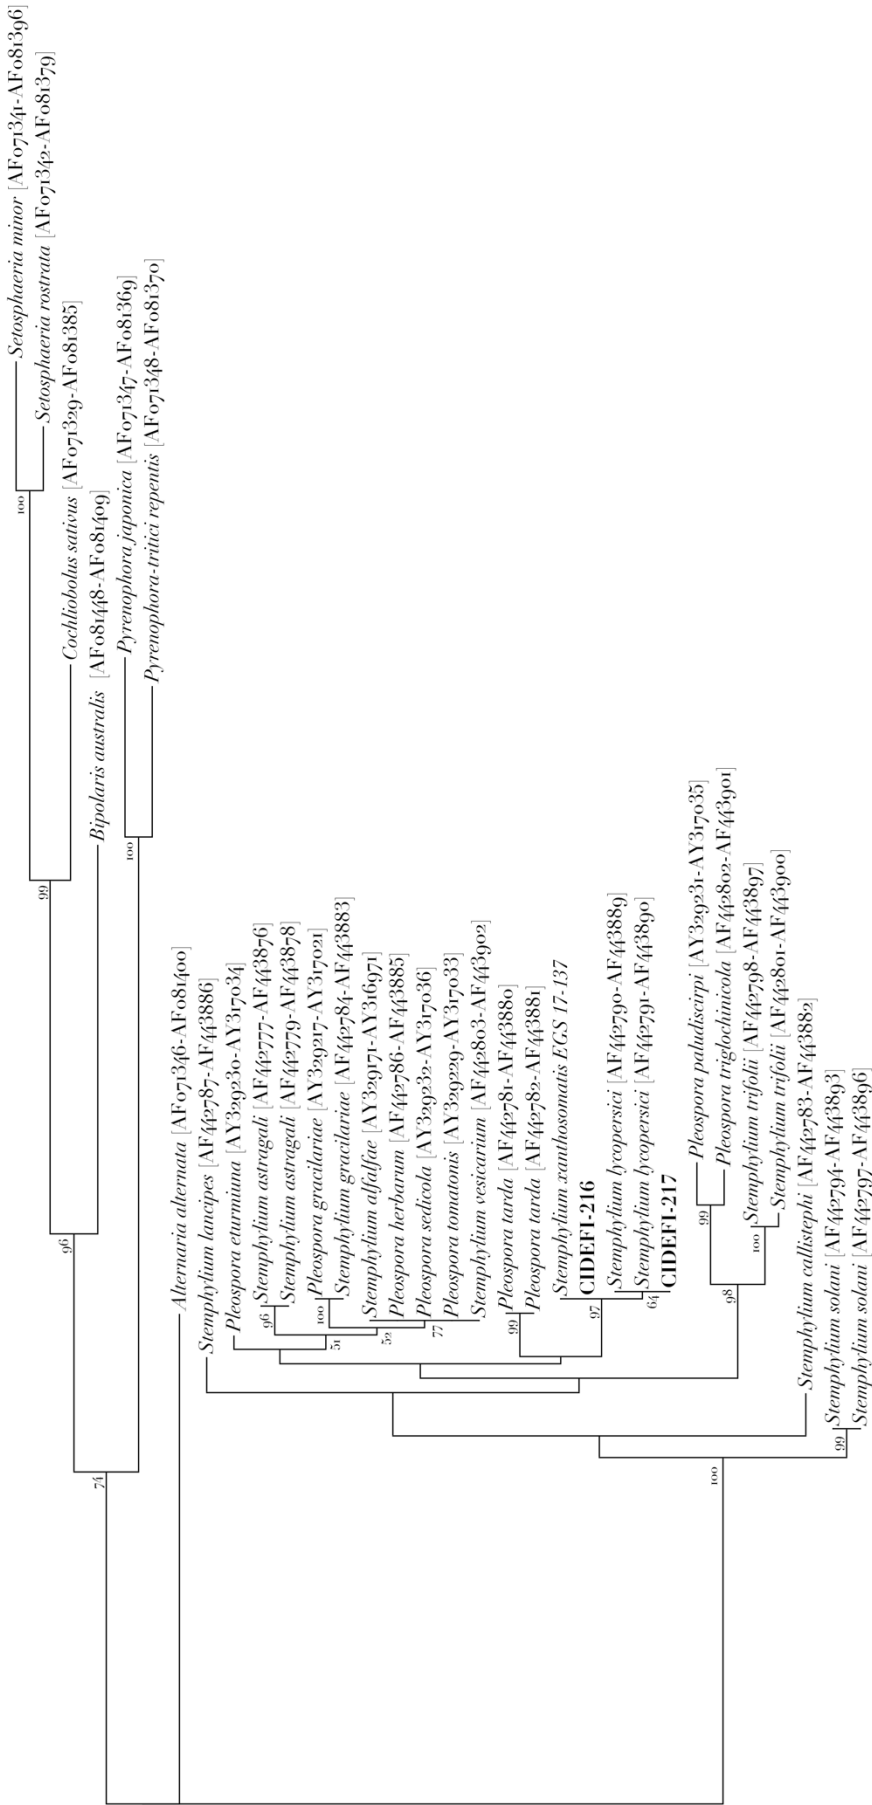 Setosphaeria minor [AF071341-AF081396]
Setosphaeria rostrata [AF071342-AF081379]
100
Cochliobolus sativus [AF071329-AF081385]
99
Bipolaris australis [AF081448-AF081409]
96
Pyrenophora japonica [AF071347-AF081369]
Pyrenophora-tritici repentis [AF071348-AF081370]
100
74
Alternaria alternata [AF071346-AF081400]
Stemphylium lancipes [AF442787-AF443886]
Pleospora eturmiuna [AY329230-AY317034]
Stemphylium astragali [AF442777-AF443876]
96
Stemphylium astragali [AF442779-AF443878]
Pleospora gracilariae [AY329217-AY317021]
100
Stemphylium gracilariae [AF442784-AF443883]
51
Stemphylium alfalfae [AY329171-AY316971]
52
Pleospora herbarum [AF442786-AF443885]
Pleospora sedicola [AY329232-AY317036]
77
Pleospora tomatonis [AY329229-AY317033]
Stemphylium vesicarium [AF442803-AF443902]
Pleospora tarda [AF442781-AF443880]
99
Pleospora tarda [AF442782-AF443881]
Stemphylium xanthosomatis EGS 17-137
CIDEFI-216
97
Stemphylium lycopersici [AF442790-AF443889]
Stemphylium lycopersici [AF442791-AF443890]
64
CIDEFI-217
Pleospora paludiscirpi [AY329231-AY317035]
99
Pleospora triglochinicola [AF442802-AF443901]
98
Stemphylium trifolii [AF442798-AF443897]
100
Stemphylium trifolii [AF442801-AF443900]
Stemphylium callistephi [AF442783-AF443882]
100
Stemphylium solani [AF442794-AF443893]
99
Stemphylium solani [AF442797-AF443896]